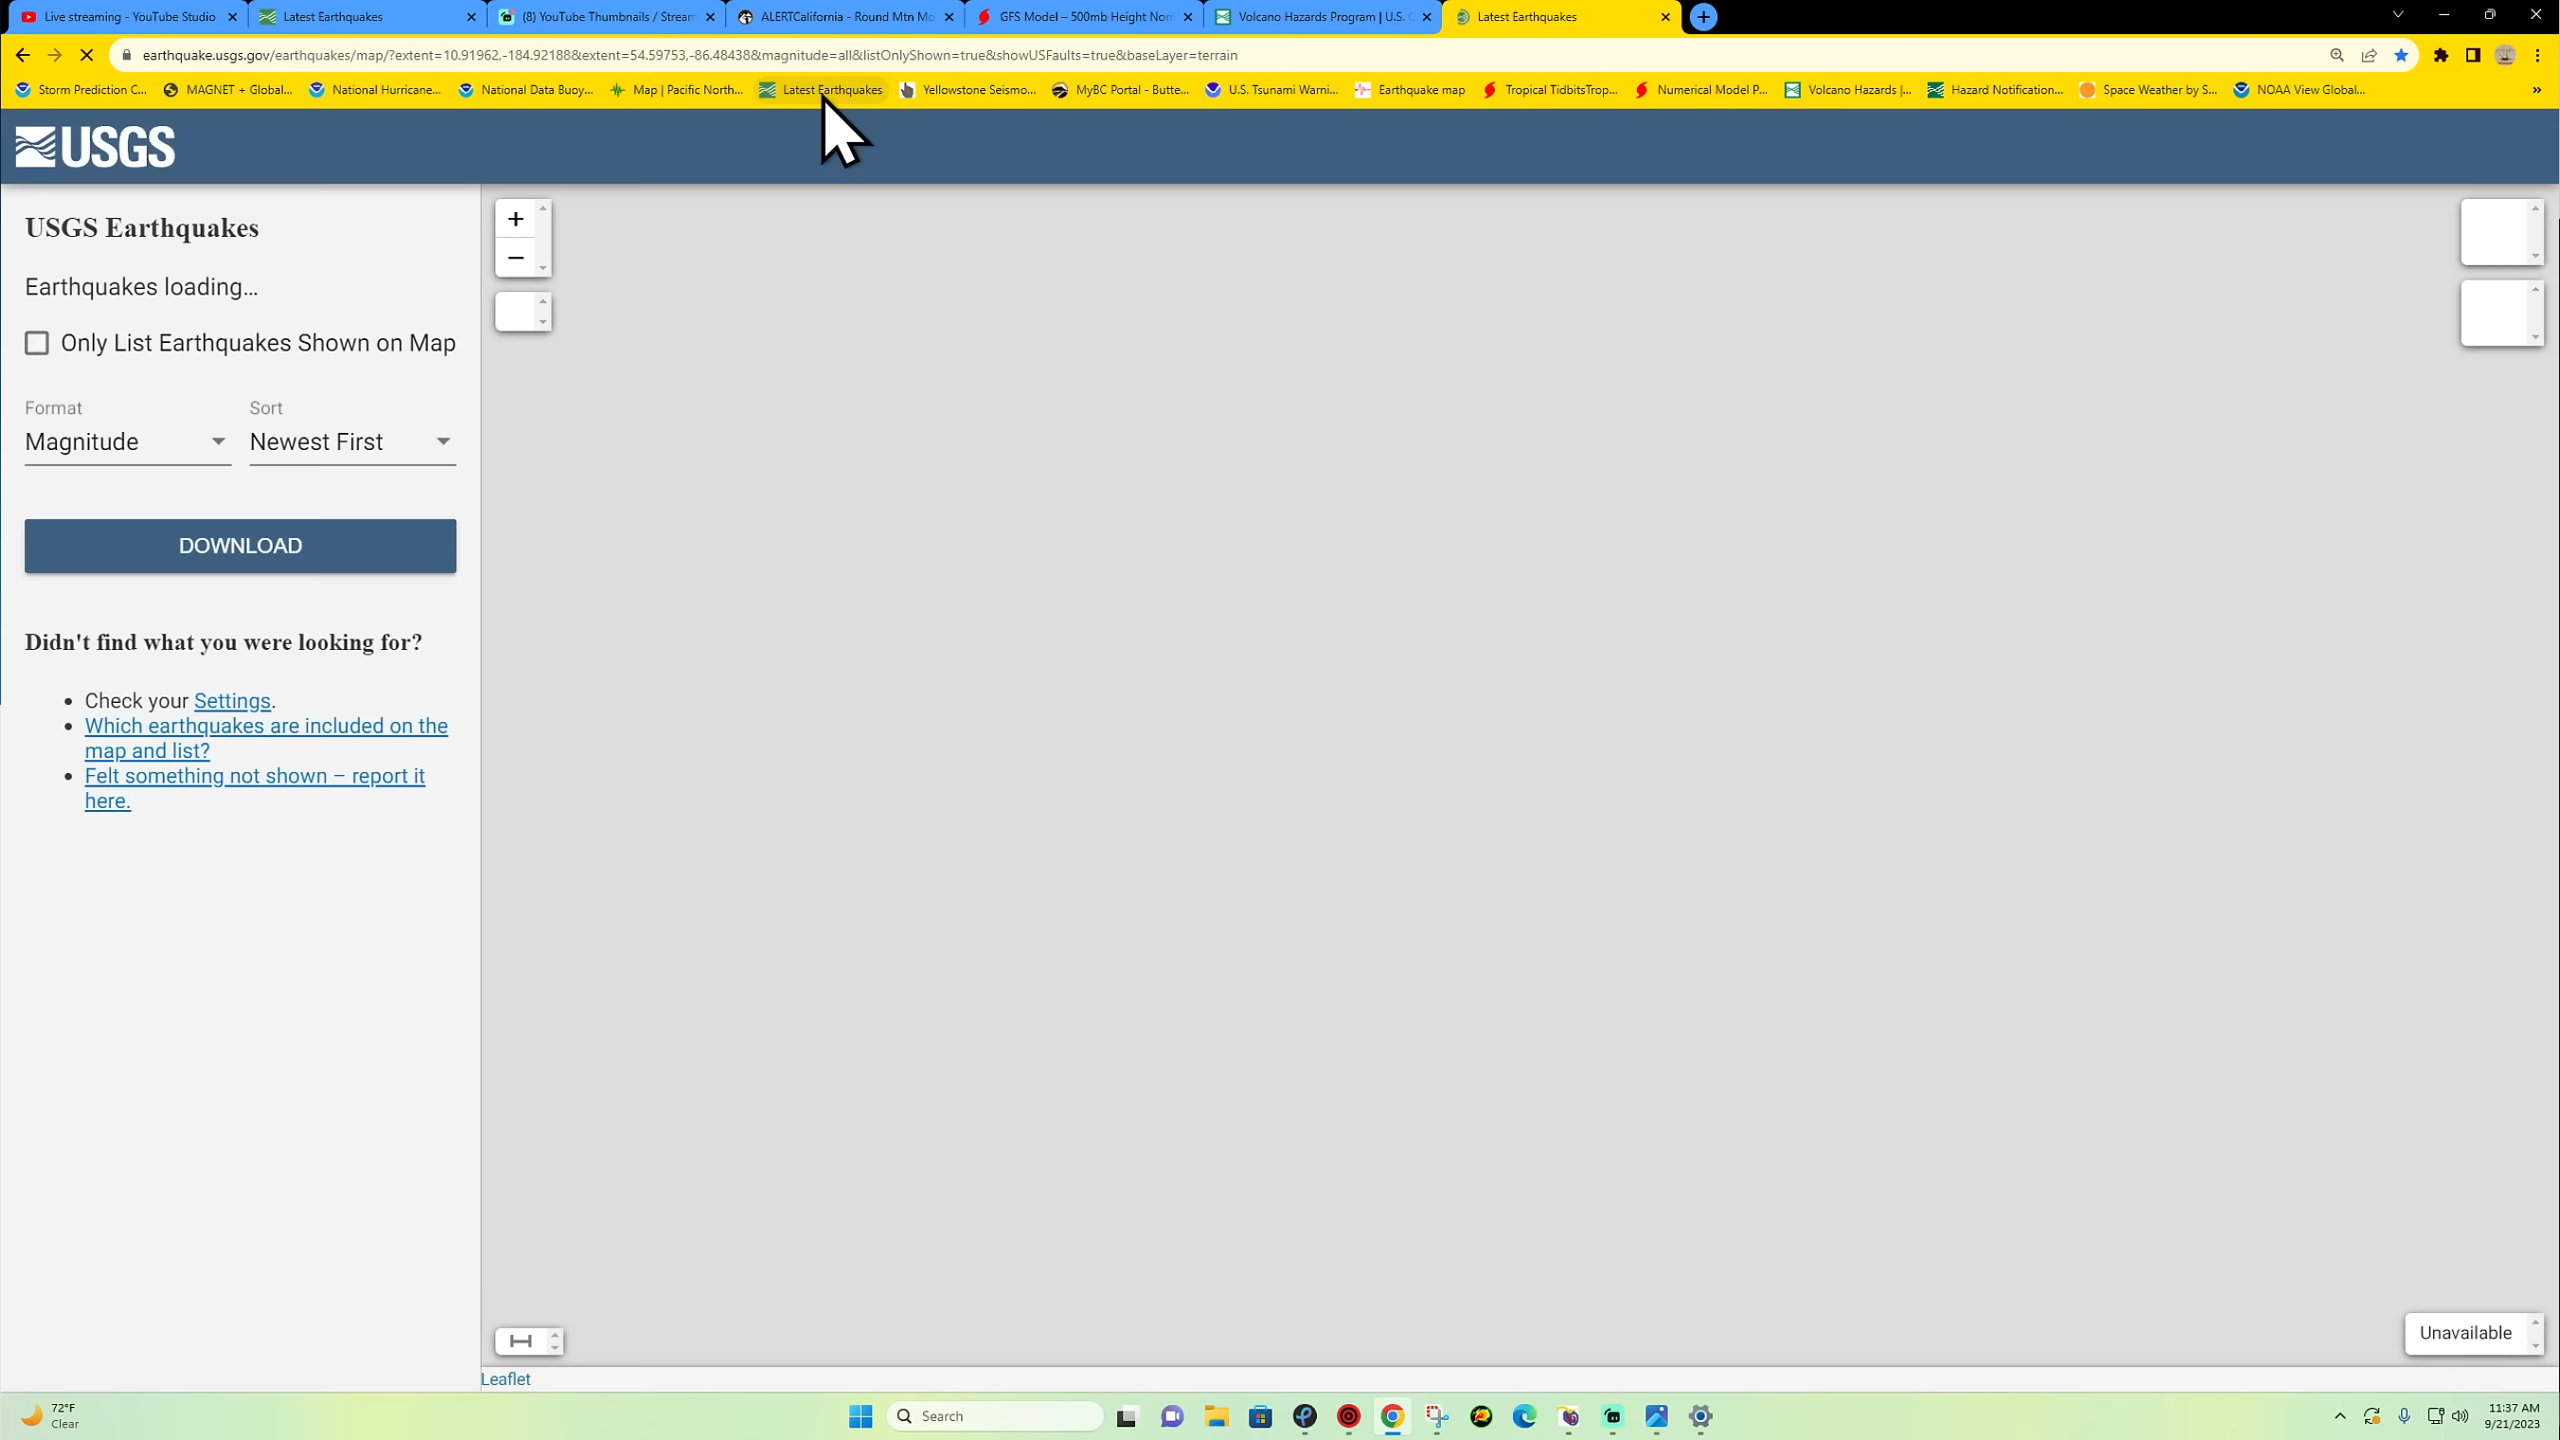 Live streaming - YouTube Studio
Latest Earthquakes
(8) YouTube Thumbnails / Stream
ALERTCalifornia - Round Mtn Mo
GFS Model – 500mb Height Nor
Volcano Hazards Program | U.S.
Latest Earthquakes
earthquake.usgs.gov/earthquakes/map/?extent=10.91962,-184.92188&extent=54.59753,-86.48438&magnitude=all&listOnlyShown=true&showUSFaults=true&baseLayer=terrain
Storm Prediction C...
MAGNET + Global...
National Hurricane...
National Data Buoy...
Map | Pacific North...
Latest Earthquakes
Yellowstone Seismo...
MyBC Portal - Butte...
U.S. Tsunami Warni...
Earthquake map
Tropical TidbitsTrop...
Numerical Model P...
Volcano Hazards |...
Hazard Notification...
Space Weather by S...
NOAA View Global...
»
USGS
USGS Earthquakes
Earthquakes loading...
Only List Earthquakes Shown on Map
Format
Sort
Magnitude
Newest First
DOWNLOAD
Didn't find what you were looking for?
• Check your Settings.
• Which earthquakes are included on the
map and list?
• Felt something not shown – report it
here.
+
−
Unavailable
Leaflet
72°F
Clear
Search
11:37 AM
9/21/2023